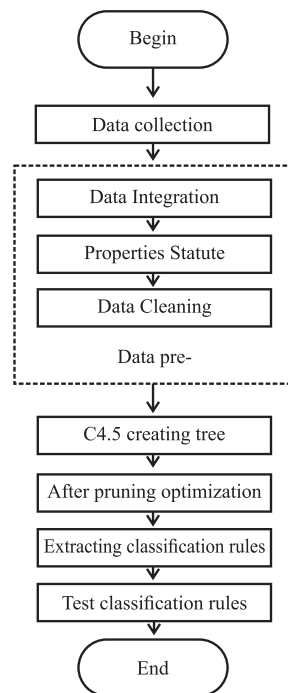 Begin
Data collection
Data Integration
Properties Statute
Data Cleaning
Data pre-
C4.5 creating tree
After pruning optimization
Extracting classification rules
Test classification rules
End